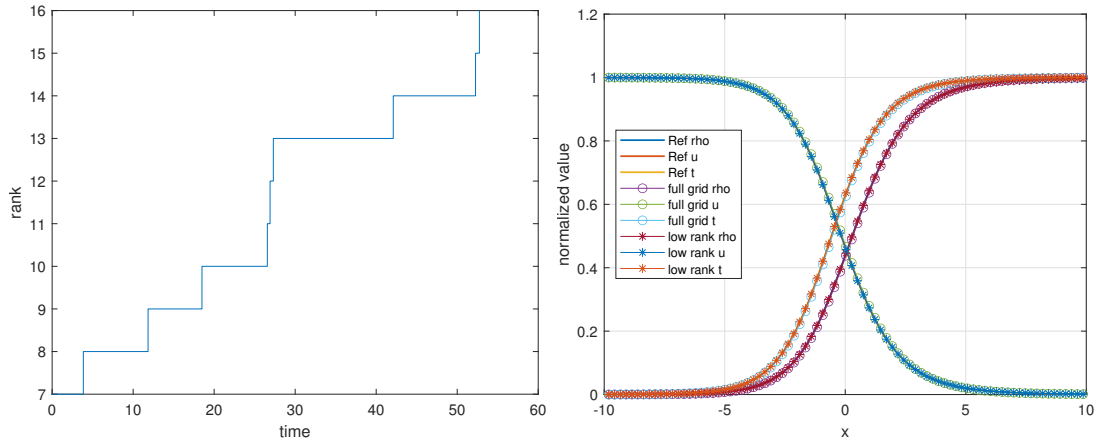 16
15
14
13
12
11
10
9
8
7
rank
0
10
20
30
40
50
60
time
1.2
1
0.8
0.6
0.4
0.2
0
normalized value
Ref rho
Ref u
Ref t
full grid rho
full grid u
full grid t
low rank rho
low rank u
low rank t
-10
-5
0
5
10
x